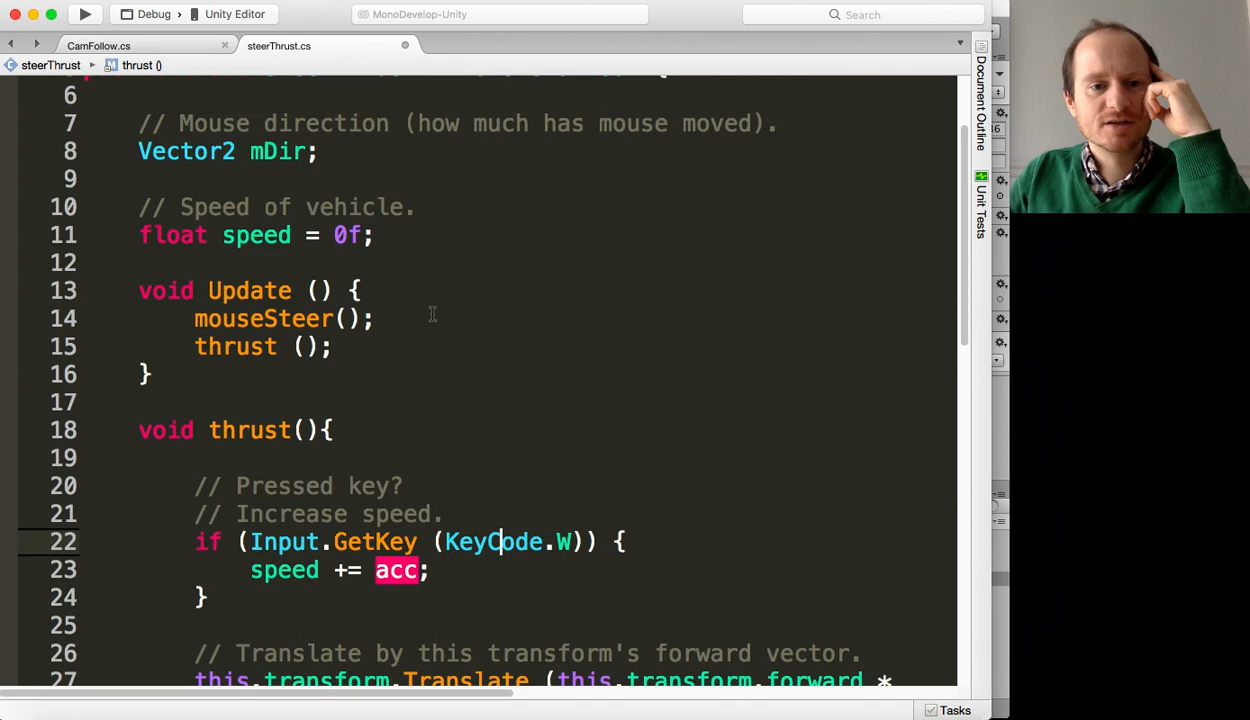 Debug
Unity Editor
MonoDevelop-Unity
Search
CamFollow.cs
steerThrust.cs
steerThrust
M thrust ()
Document Outline
Unit Tests
6
7 // Mouse direction (how much has mouse moved).
8 Vector2 mDir;
9
10 // Speed of vehicle.
11 float speed = 0f;
12
13 void Update () {
14 mouseSteer();
15 thrust ();
16 }
17
18 void thrust(){
19
20 // Pressed key?
21 // Increase speed.
22 if (Input.GetKey (KeyCode.W)) {
23 speed += acc;
24 }
25
26 // Translate by this transform's forward vector.
27 this.transform.Translate (this.transform.forward *
Tasks